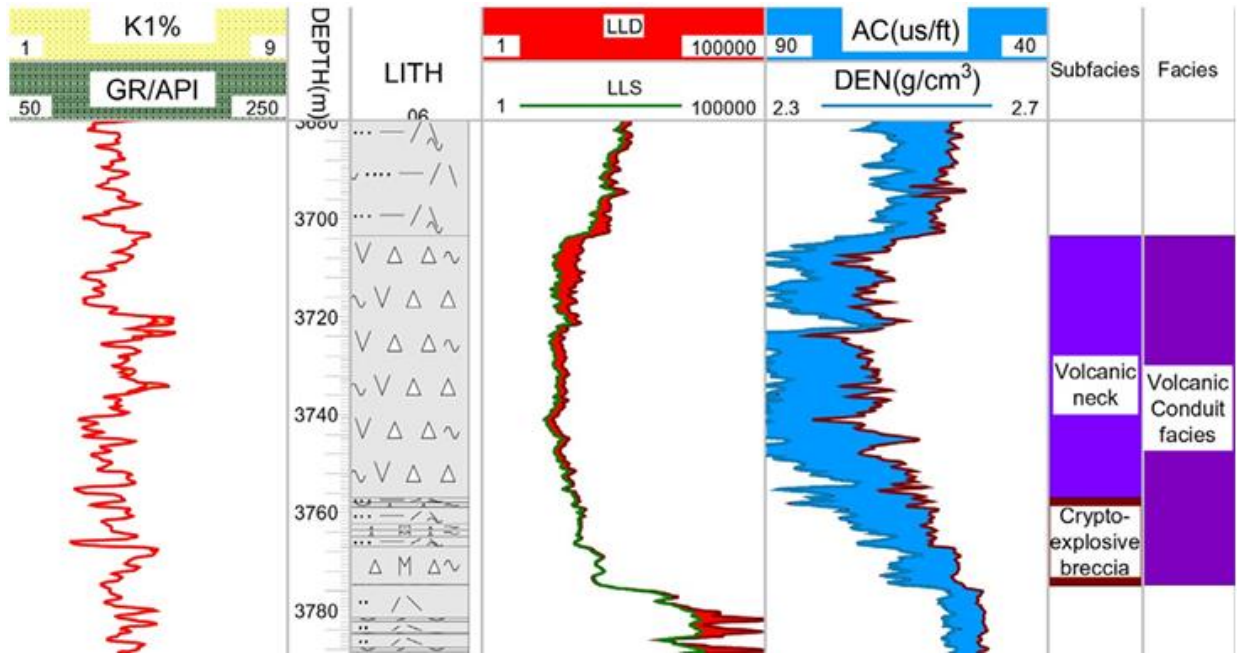 K1%
1 9
GR/API
50 250
DEPTH(m)
LITH
06
LLD
1 100000
LLS
1 100000
AC(us/ft)
90 40
DEN(g/cm³)
2.3 2.7
Subfacies
Facies
3680
3700
3720
3740
3760
3780
Volcanic
neck
Crypto-
explosive
breccia
Volcanic
Conduit
facies